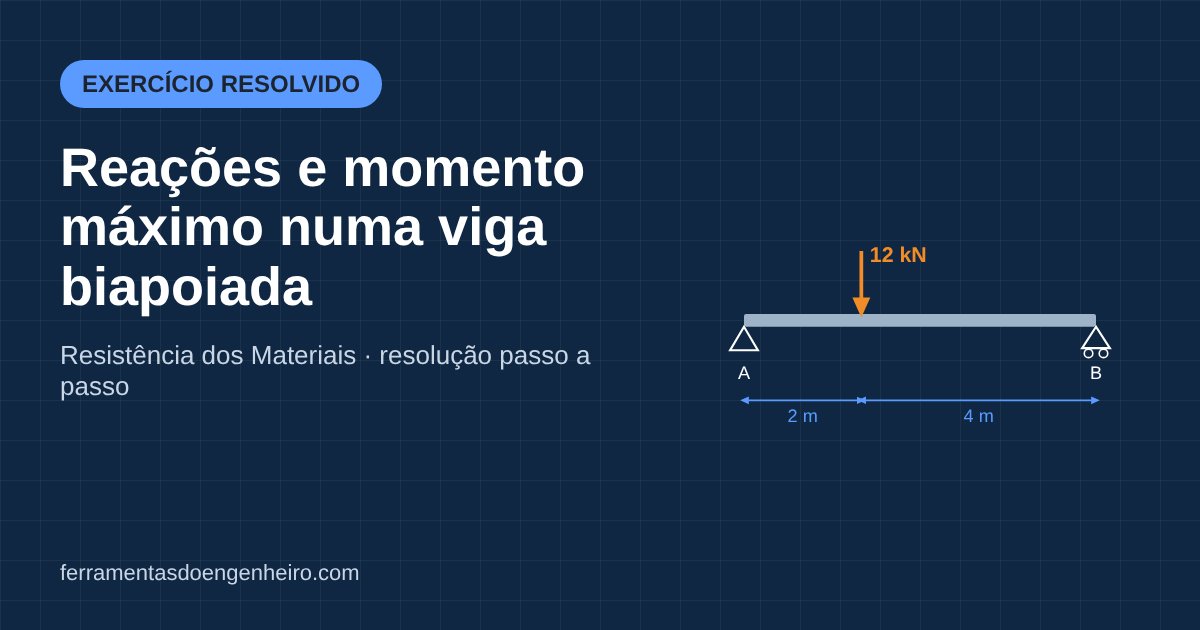 EXERCÍCIO RESOLVIDO
Reações e momento
máximo numa viga
biapoiada
Resistência dos Materiais · resolução passo a
passo
12 kN
A
B
2 m
4 m
ferramentasdoengenheiro.com